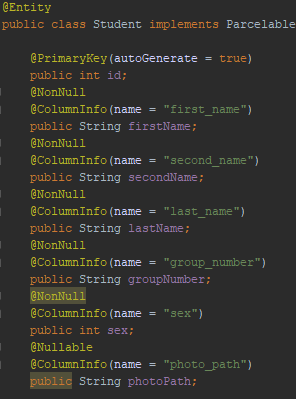 @Entity
public class Student implements Parcelable
@PrimaryKey(autoGenerate = true)
public int id;
@NonNull
@ColumnInfo(name = "first_name")
public String firstName;
@NonNull
@ColumnInfo(name = "second_name")
public String secondName;
@NonNull
@ColumnInfo(name = "last_name")
public String lastName;
@NonNull
@ColumnInfo(name = "group_number")
public String groupNumber;
@NonNull
@ColumnInfo(name = "sex")
public int sex;
@Nullable
@ColumnInfo(name = "photo_path")
public String photoPath;